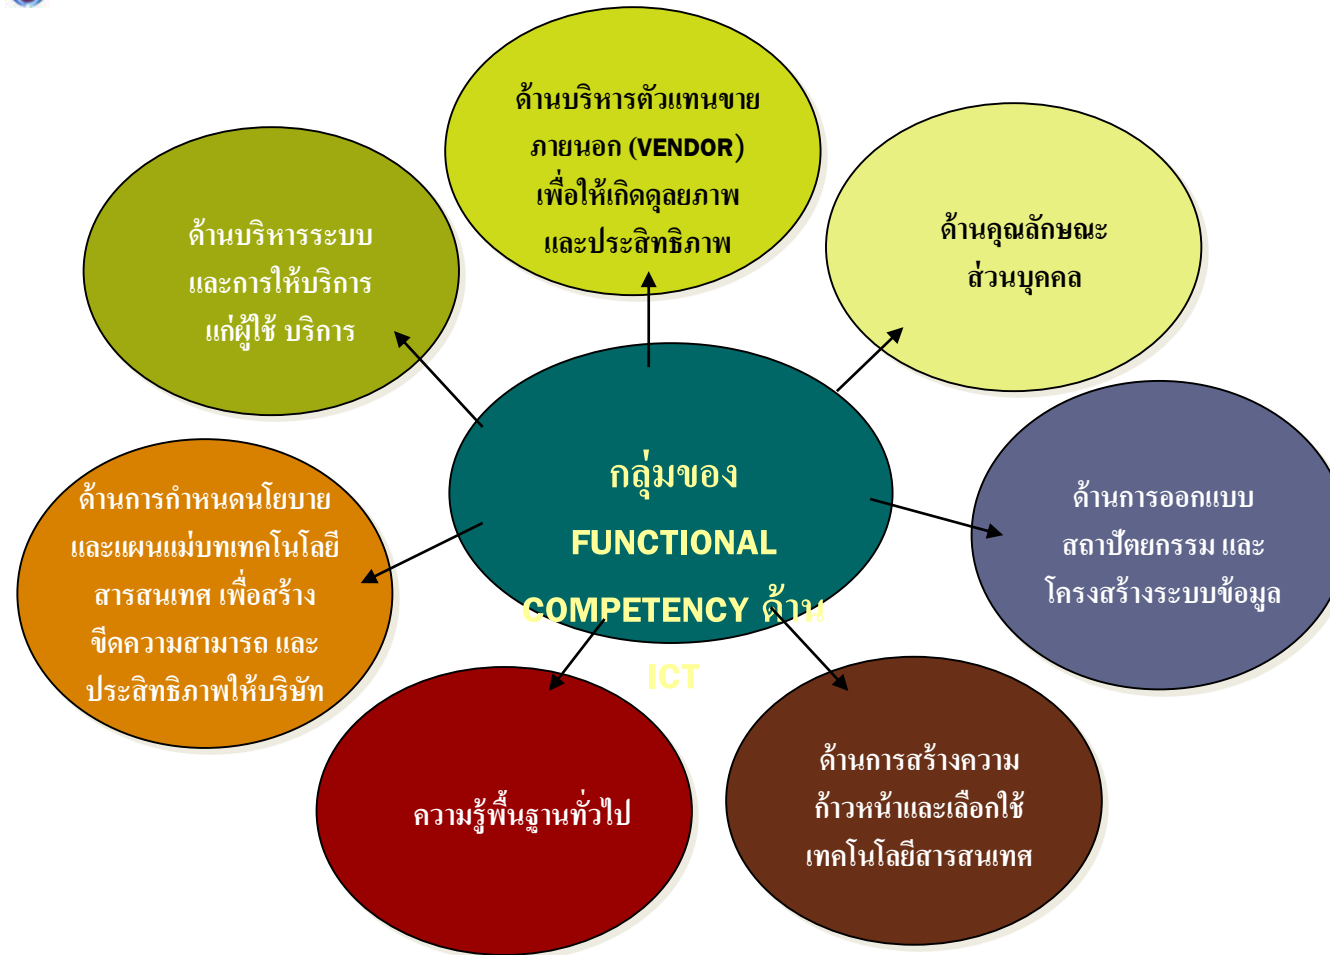 ด้านบริหารตัวแทนขาย
ภายนอก (VENDOR)
เพื่อให้เกิดดุลยภาพ
และประสิทธิภาพ
ด้านคุณลักษณะ
ส่วนบุคคล
ด้านบริหารระบบ
และการให้บริการ
แก่ผู้ใช้ บริการ
กลุ่มของ
FUNCTIONAL
COMPETENCY ด้าน
ICT
ด้านการออกแบบ
สถาปัตยกรรม และ
โครงสร้างระบบข้อมูล
ด้านการกำหนดนโยบาย
และแผนแม่บทเทคโนโลยี
สารสนเทศ เพื่อสร้าง
ขีดความสามารถ และ
ประสิทธิภาพให้บริษัท
ความรู้พื้นฐานทั่วไป
ด้านการสร้างความ
ก้าวหน้าและเลือกใช้
เทคโนโลยีสารสนเทศ